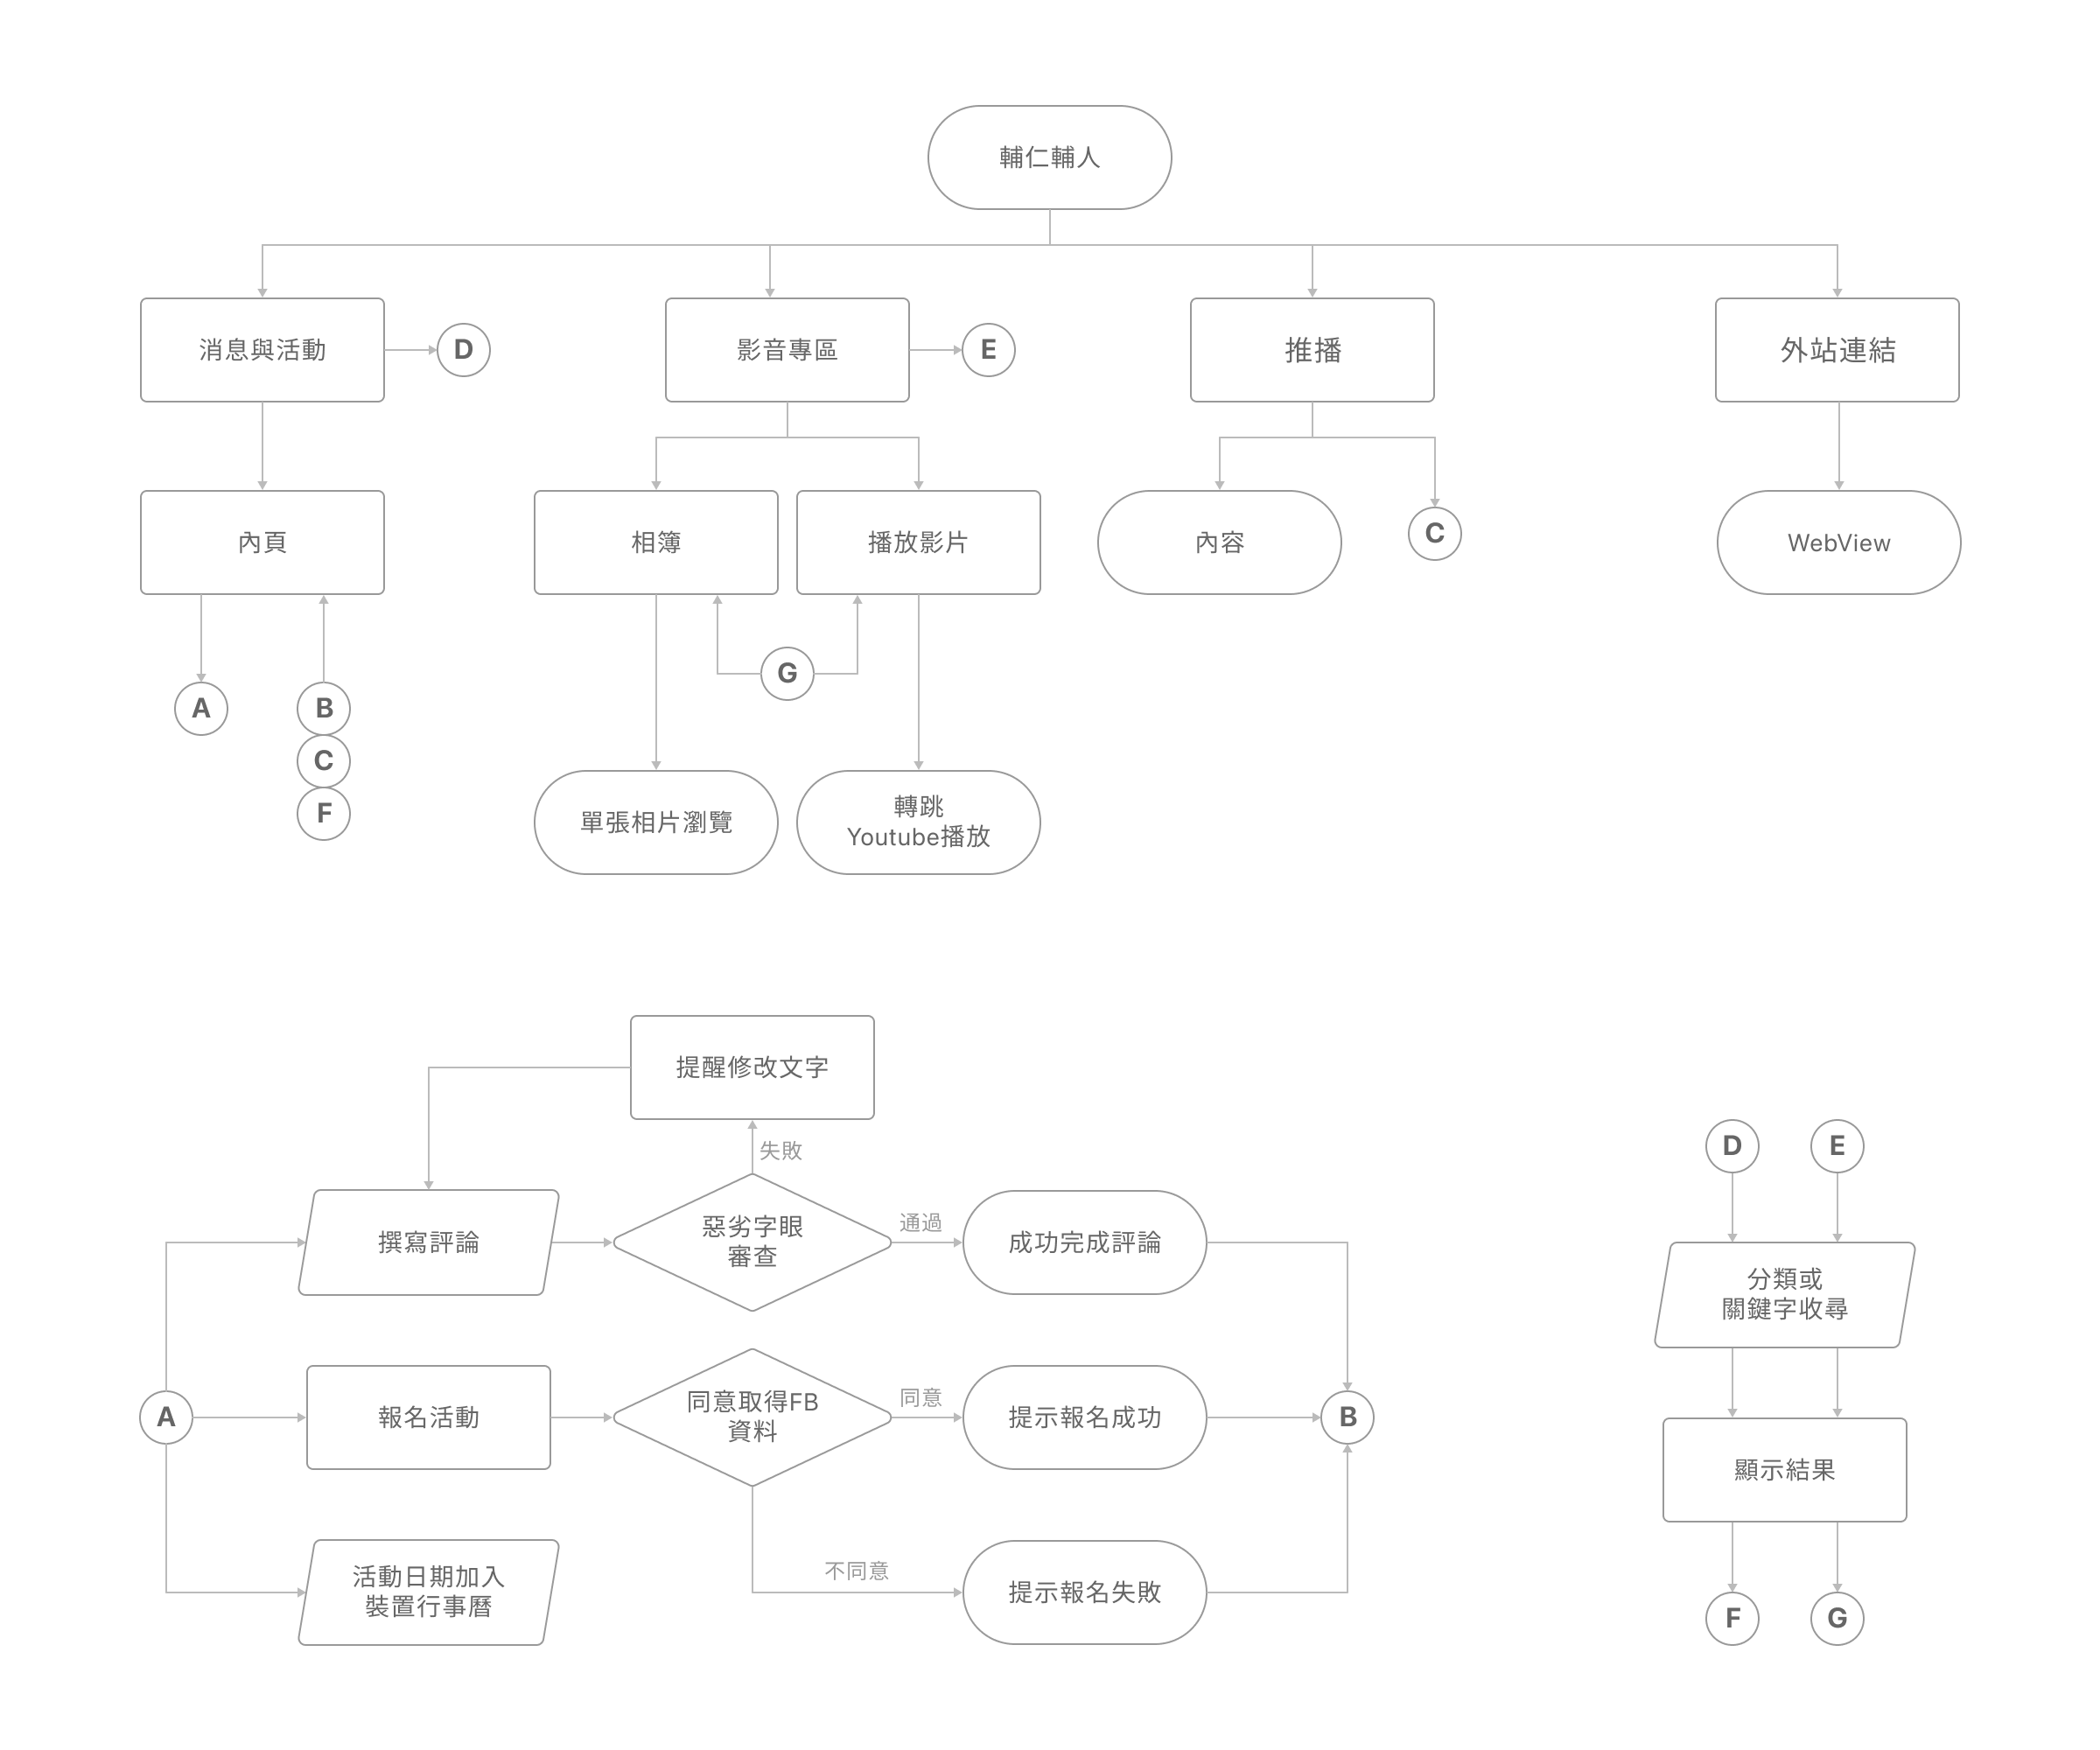 輔仁輔人
消息與活動
D
影音專區
E
推播
外站連結
內頁
相簿
播放影片
內容
C
WebView
G
A
B
C
F
單張相片瀏覽
轉跳
Youtube播放
提醒修改文字
失敗
撰寫評論
惡劣字眼
審查
通過
成功完成評論
A
報名活動
同意取得FB
資料
同意
提示報名成功
B
活動日期加入
裝置行事曆
不同意
提示報名失敗
D
E
分類或
關鍵字收尋
顯示結果
F
G